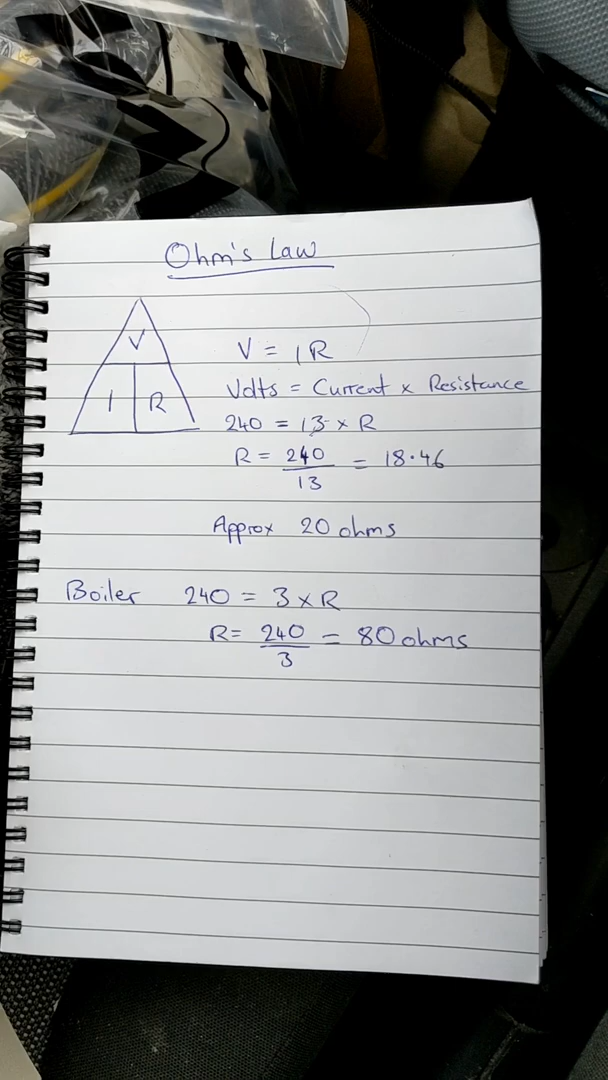 Ohm's Law
V
I R
V = IR
Volts = Current x Resistance
240 = 13 x R
R = 240/13 = 18.46
Approx 20 ohms
Boiler 240 = 3 x R
R = 240/3 = 80 ohms